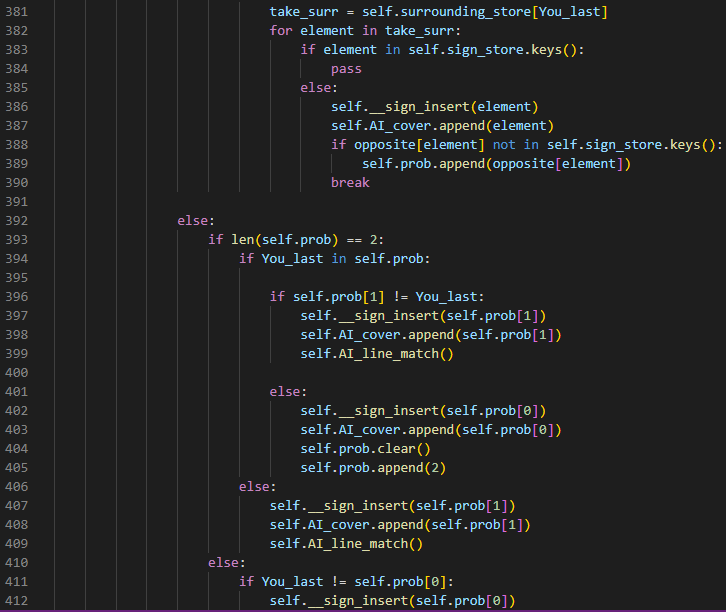 381 take_surr = self.surrounding_store[You_last]
382 for element in take_surr:
383 if element in self.sign_store.keys():
384 pass
385 else:
386 self.__sign_insert(element)
387 self.AI_cover.append(element)
388 if opposite[element] not in self.sign_store.keys():
389 self.prob.append(opposite[element])
390 break
391
392 else:
393 if len(self.prob) == 2:
394 if You_last in self.prob:
395
396 if self.prob[1] != You_last:
397 self.__sign_insert(self.prob[1])
398 self.AI_cover.append(self.prob[1])
399 self.AI_line_match()
400
401 else:
402 self.__sign_insert(self.prob[0])
403 self.AI_cover.append(self.prob[0])
404 self.prob.clear()
405 self.prob.append(2)
406 else:
407 self.__sign_insert(self.prob[1])
408 self.AI_cover.append(self.prob[1])
409 self.AI_line_match()
410 else:
411 if You_last != self.prob[0]:
412 self.__sign_insert(self.prob[0])